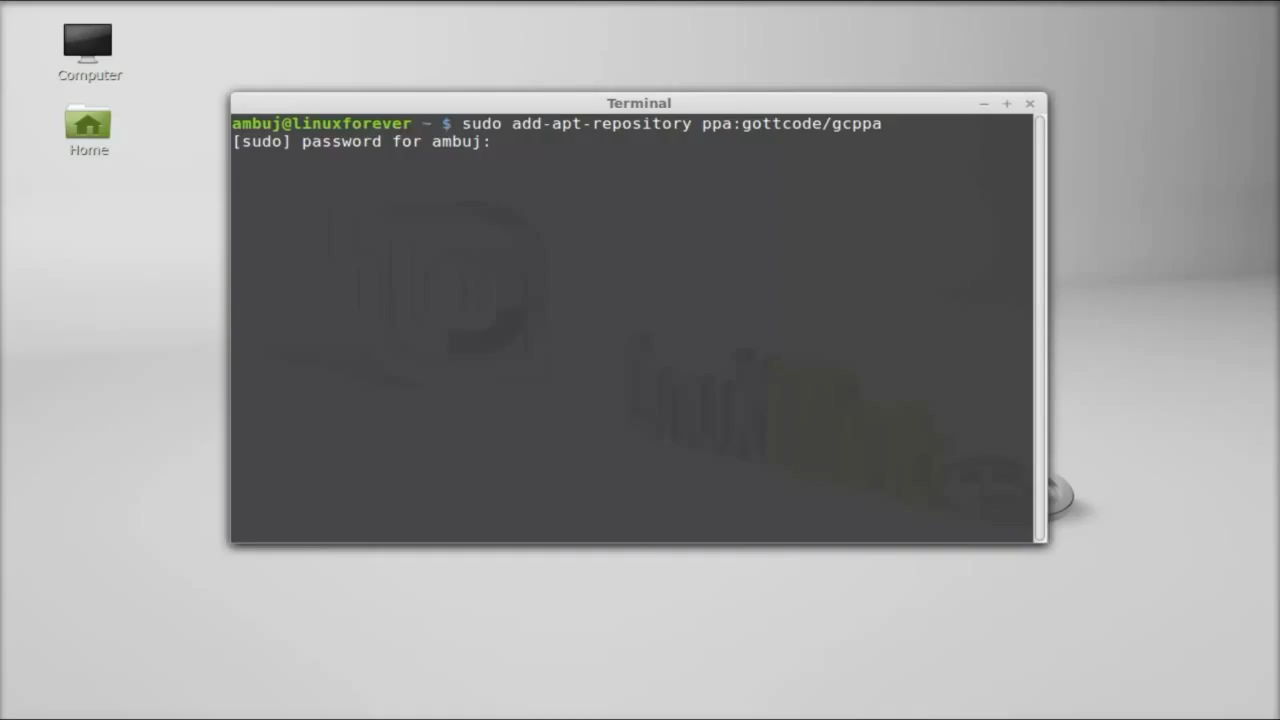 Computer
Home
Terminal
ambuj@linuxforever ~ $ sudo add-apt-repository ppa:gottcode/gcppa
[sudo] password for ambuj: